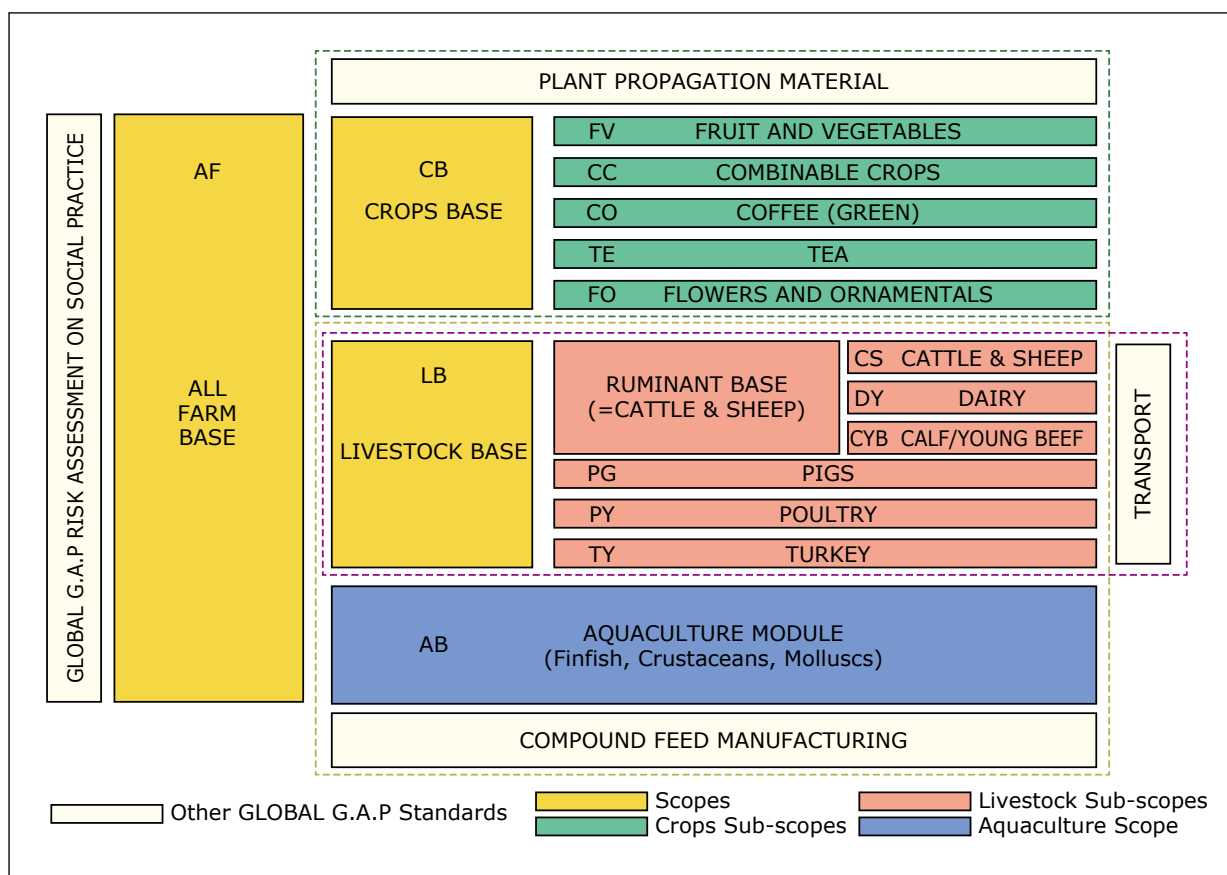 PLANT PROPAGATION MATERIAL
GLOBAL G.A.P RISK ASSESSMENT ON SOCIAL PRACTICE
AF
ALL
FARM
BASE
CB
CROPS BASE
FV FRUIT AND VEGETABLES
CC COMBINABLE CROPS
CO COFFEE (GREEN)
TE TEA
FO FLOWERS AND ORNAMENTALS
LB
LIVESTOCK BASE
RUMINANT BASE
(=CATTLE & SHEEP)
CS CATTLE & SHEEP
DY DAIRY
CYB CALF/YOUNG BEEF
PG PIGS
PY POULTRY
TY TURKEY
TRANSPORT
AB
AQUACULTURE MODULE
(Finfish, Crustaceans, Molluscs)
COMPOUND FEED MANUFACTURING
Other GLOBAL G.A.P Standards
Scopes
Crops Sub-scopes
Livestock Sub-scopes
Aquaculture Scope